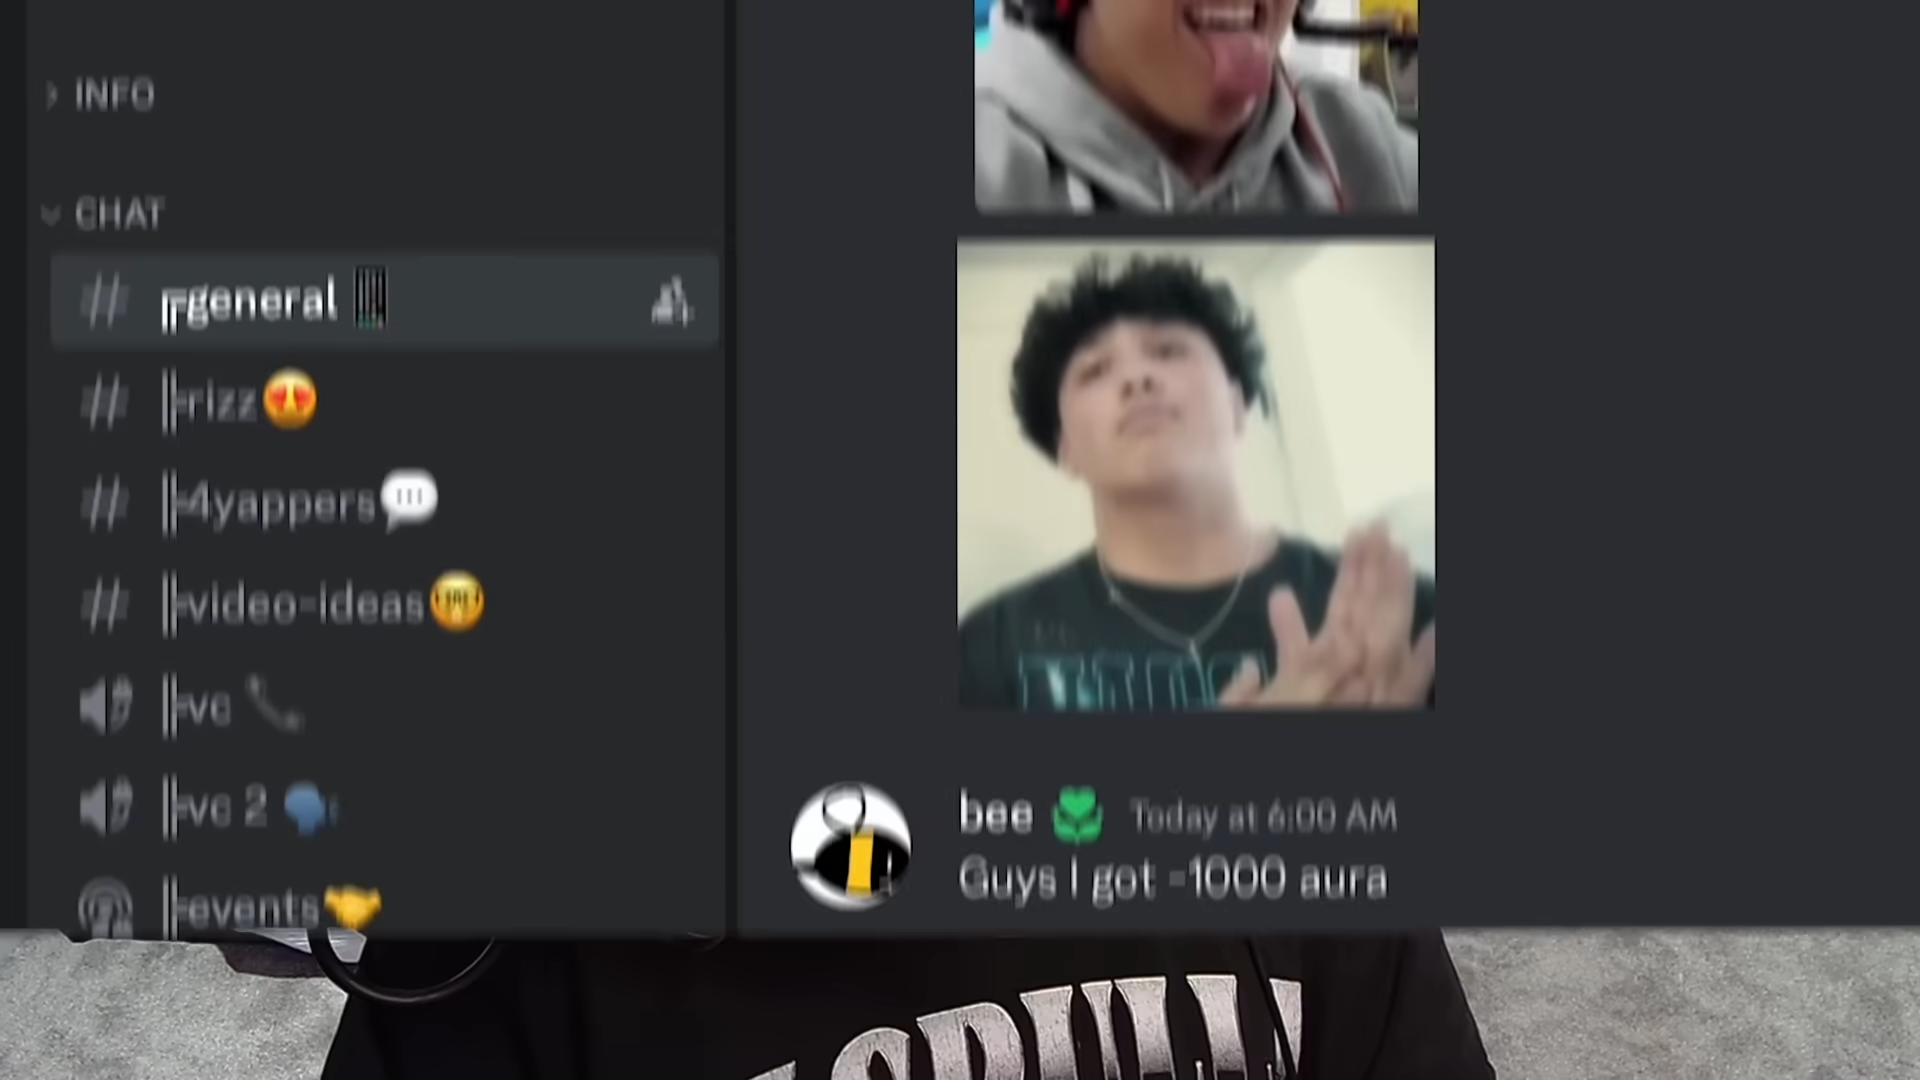 INFO
CHAT
# ╔general
# ╠rizz😍
# ╠4yappers💬
# ╠video-ideas🤓
╠vc 📞
╠vc 2 🗣️
╠events🤝
bee Today at 6:00 AM
Guys I got -1000 aura